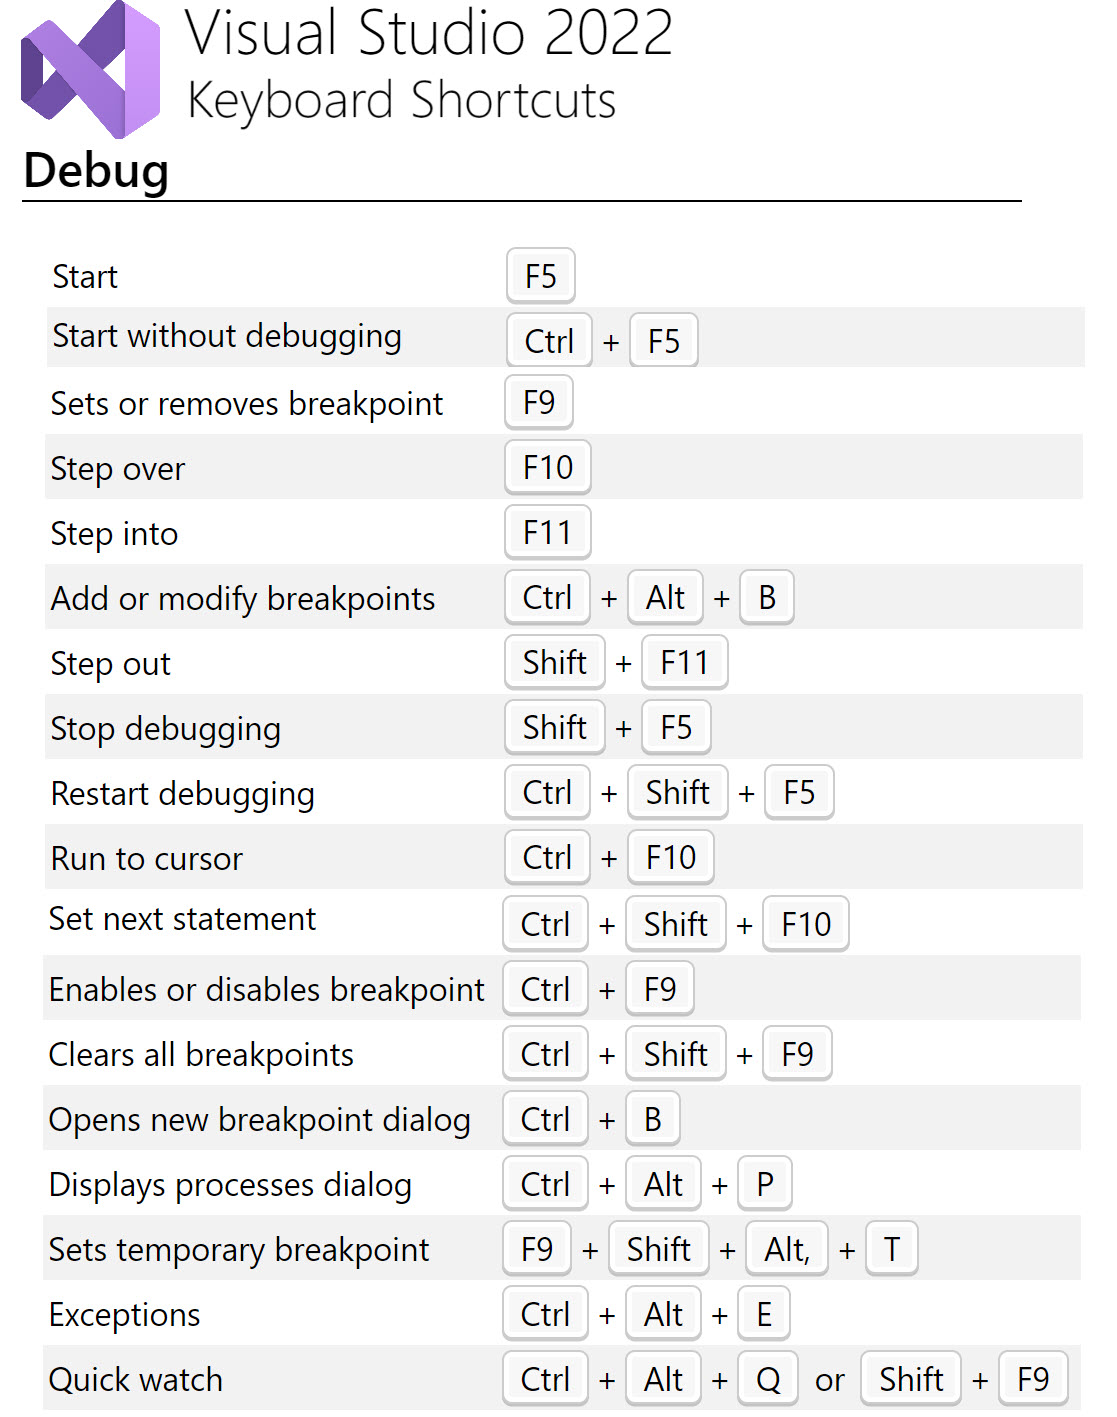 Visual Studio 2022
Keyboard Shortcuts
Debug
Start F5
Start without debugging Ctrl + F5
Sets or removes breakpoint F9
Step over F10
Step into F11
Add or modify breakpoints Ctrl + Alt + B
Step out Shift + F11
Stop debugging Shift + F5
Restart debugging Ctrl + Shift + F5
Run to cursor Ctrl + F10
Set next statement Ctrl + Shift + F10
Enables or disables breakpoint Ctrl + F9
Clears all breakpoints Ctrl + Shift + F9
Opens new breakpoint dialog Ctrl + B
Displays processes dialog Ctrl + Alt + P
Sets temporary breakpoint F9 + Shift + Alt, + T
Exceptions Ctrl + Alt + E
Quick watch Ctrl + Alt + Q or Shift + F9